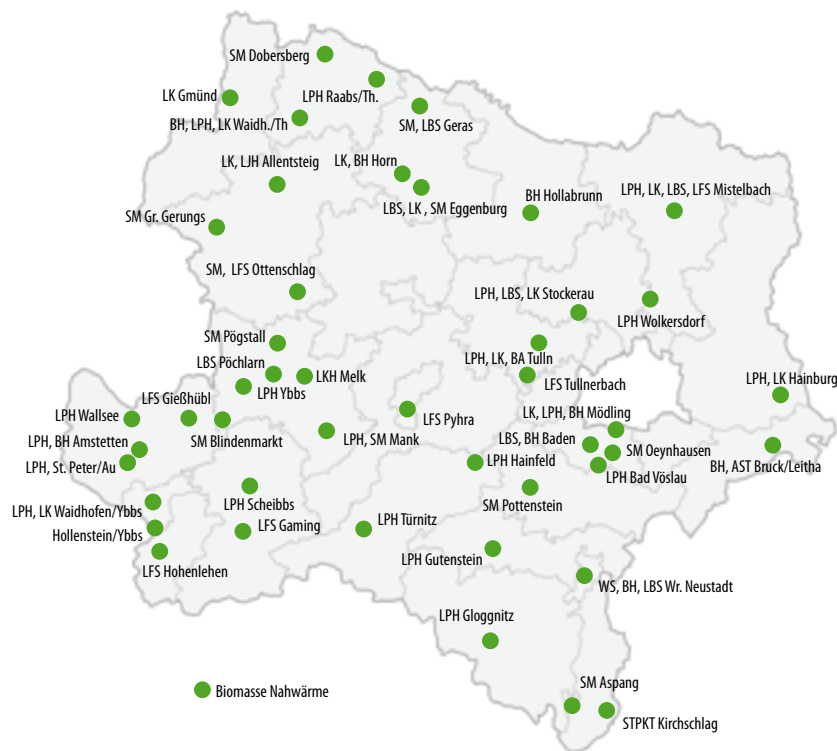 SM Dobersberg
LPH Raabs/Th.
LK Gmünd
SM, LBS Geras
BH, LPH, LK Waidh./Th
LK, LJH Allentsteig
LK, BH Horn
LPH, LK, LBS, LFS Mistelbach
BH Hollabrunn
LBS, LK , SM Eggenburg
SM Gr. Gerungs
SM, LFS Ottenschlag
LPH, LBS, LK Stockerau
LPH Wolkersdorf
SM Pögstall
LPH, LK, BA Tulln
LBS Pöchlarn
LKH Melk
LPH, LK Hainburg
LFS Tullnerbach
LPH Ybbs
LFS Gießhübl
LPH Wallsee
LFS Pyhra
LK, LPH, BH Mödling
LPH, BH Amstetten
SM Blindenmarkt
LPH, SM Mank
LBS, BH Baden
SM Oeynhausen
LPH, St. Peter/Au
LPH Hainfeld
BH, AST Bruck/Leitha
LPH Bad Vöslau
LPH Scheibbs
SM Pottenstein
LPH, LK Waidhofen/Ybbs
LFS Gaming
LPH Türnitz
Hollenstein/Ybbs
LPH Gutenstein
LFS Hohenlehen
WS, BH, LBS Wr. Neustadt
LPH Gloggnitz
SM Aspang
Biomasse Nahwärme
STPKT Kirchschlag